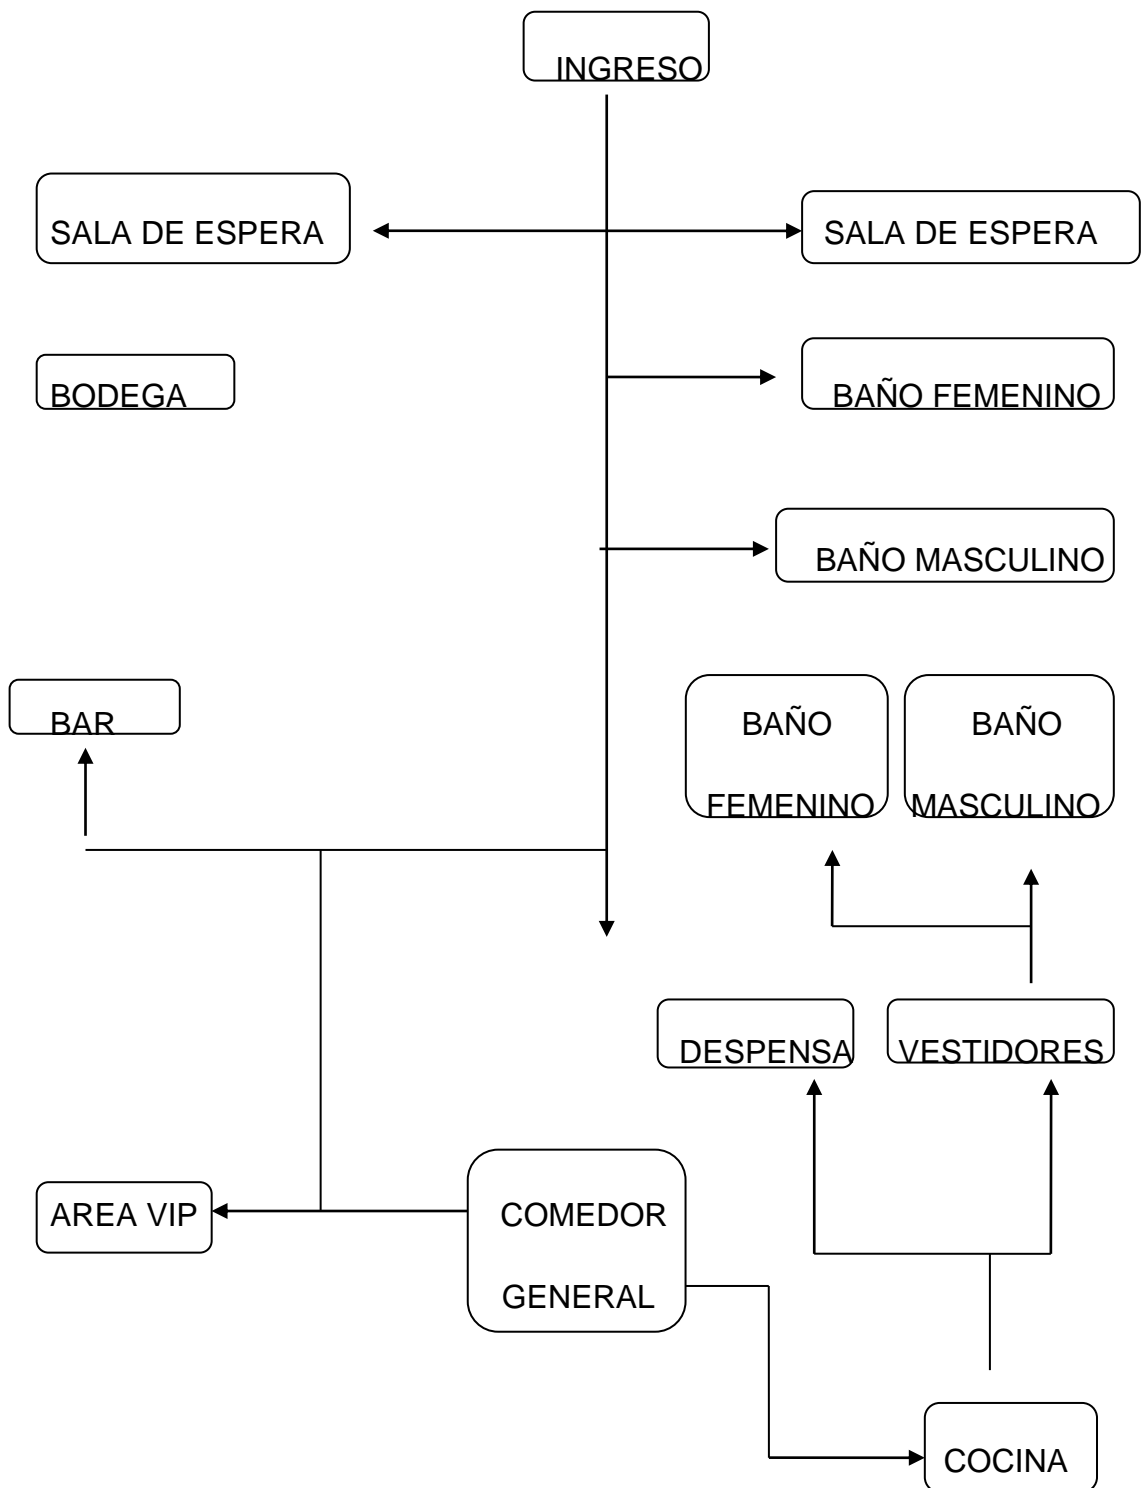 INGRESO
SALA DE ESPERA
SALA DE ESPERA
BODEGA
BAÑO FEMENINO
BAÑO MASCULINO
BAR
BAÑO
FEMENINO
BAÑO
MASCULINO
DESPENSA
VESTIDORES
AREA VIP
COMEDOR
GENERAL
COCINA